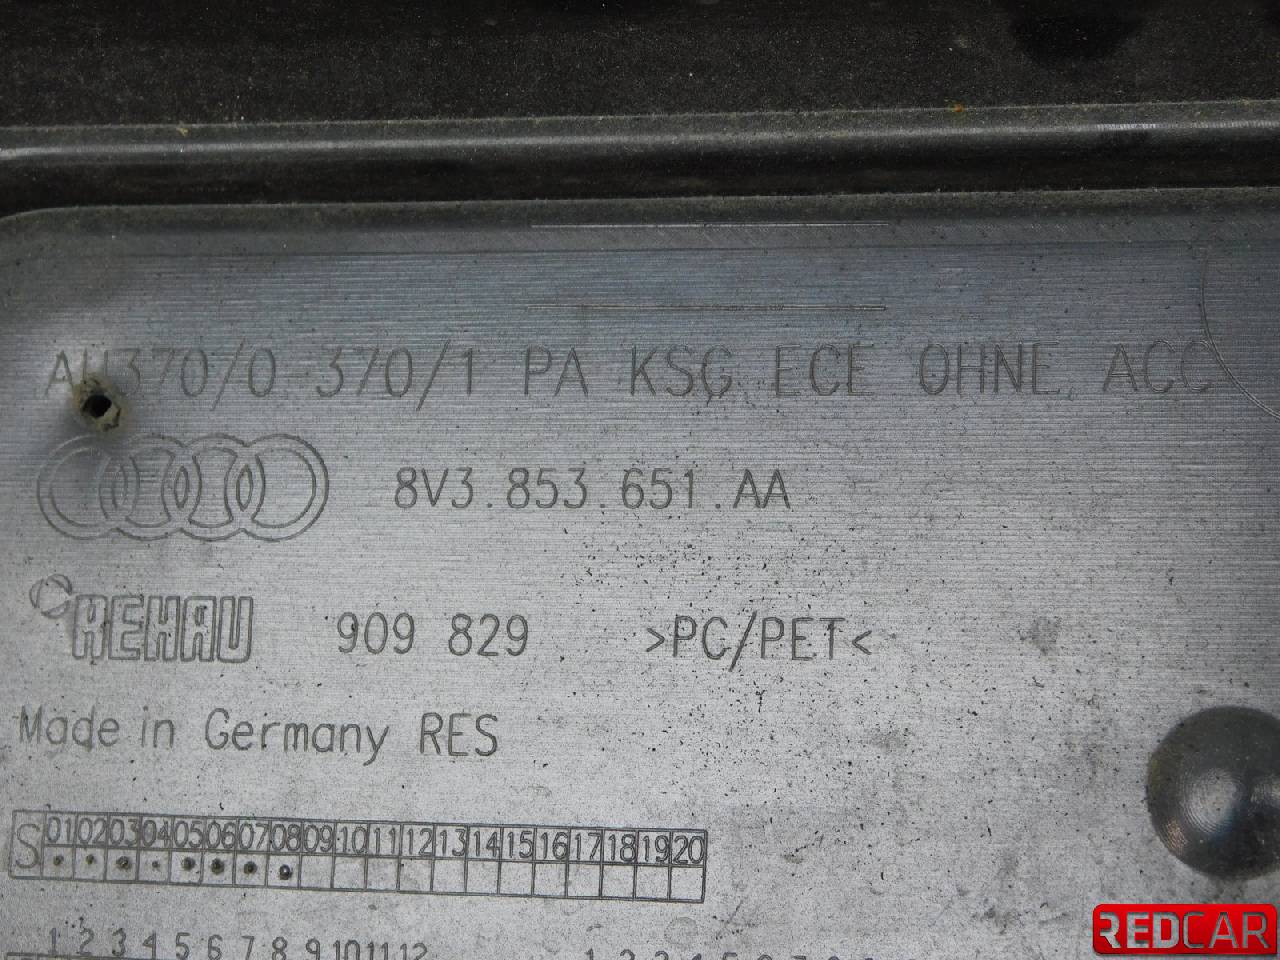 AU370/0-370/1 PA KSG ECE OHNE ACC
8V3.853.651.AA
REHAU 909 829 >PC/PET<
Made in Germany RES
S 01 02 03 04 05 06 07 08 09 10 11 12 13 14 15 16 17 18 19 20
1 2 3 4 5 6 7 8 9 10 11 12
REDCAR